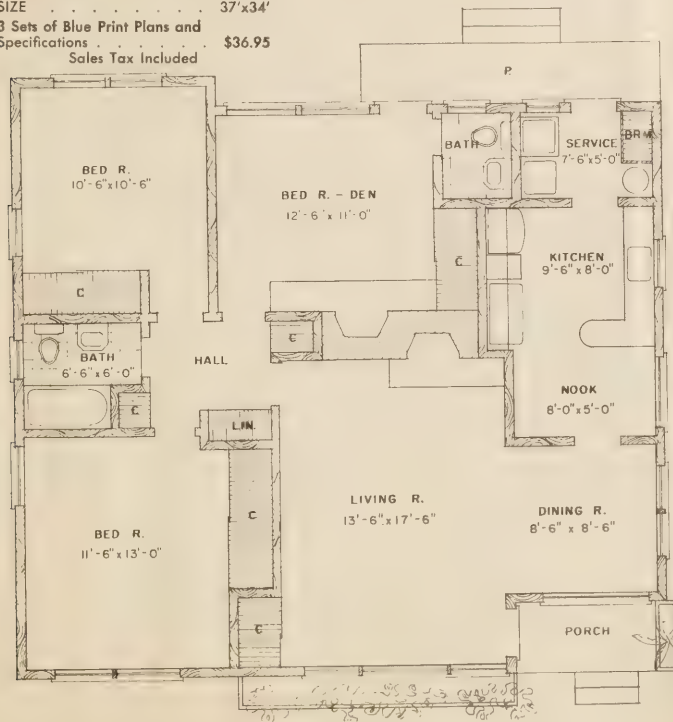 SIZE . . . . . . . . 37'x34'
3 Sets of Blue Print Plans and
Specifications . . . . . . $36.95
Sales Tax Included
P.
BED R.
10'-6"x10'-6"
BED R. - DEN
12'-6"x 11'-0"
BATH
SERVICE
7'-6"x5'-0"
BRM.
KITCHEN
9'-6"x8'-0"
C
C
C
BATH
6'-6"x6'-0"
C
HALL
NOOK
8'-0"x5'-0"
LIN.
BED R.
11'-6"x13'-0"
C
C
LIVING R.
13'-6"x17'-6"
DINING R.
8'-6" x 8'-6"
PORCH